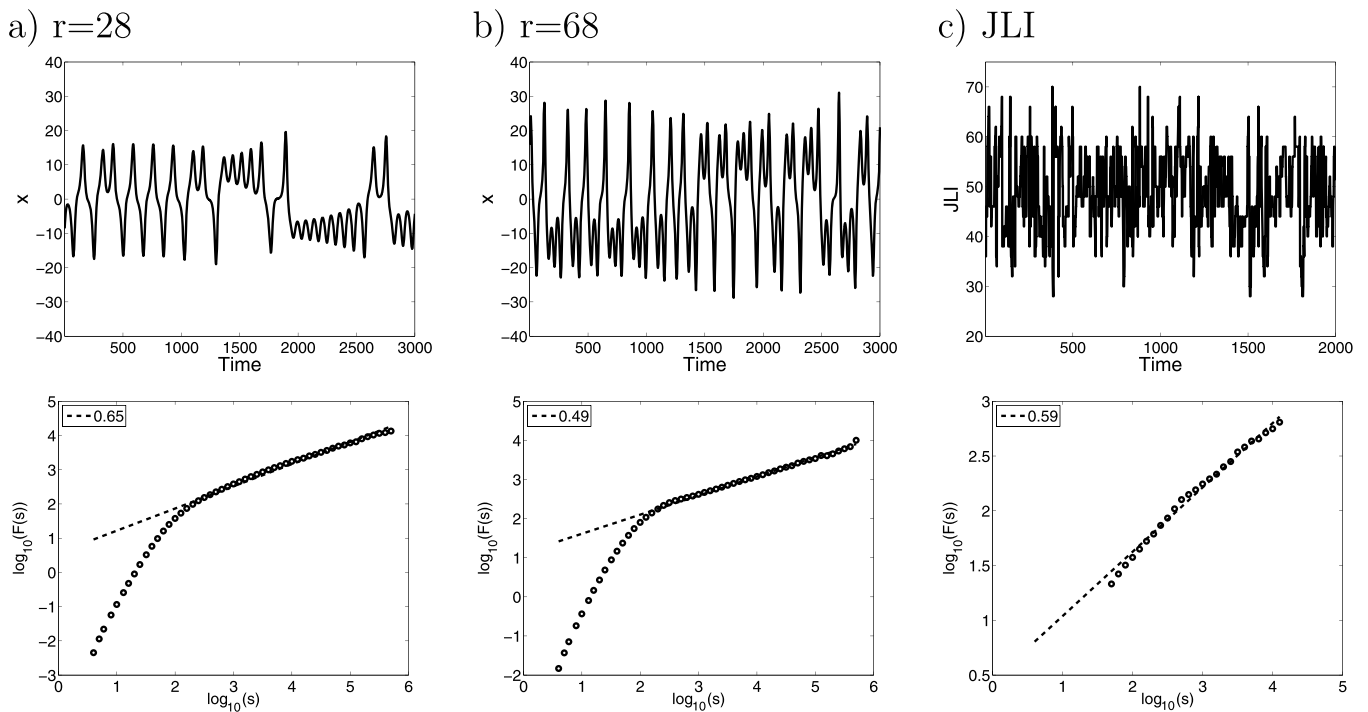 a) r=28
b) r=68
c) JLI
40
30
20
10
0
−10
−20
−30
−40
x
500 1000 1500 2000 2500 3000
Time
40
30
20
10
0
−10
−20
−30
−40
x
500 1000 1500 2000 2500 3000
Time
70
60
50
40
30
20
JLI
500 1000 1500 2000
Time
5
4
3
2
1
0
−1
−2
−3
log10(F(s))
0.65
0 1 2 3 4 5 6
log10(s)
5
4
3
2
1
0
−1
−2
log10(F(s))
0.49
0 1 2 3 4 5 6
log10(s)
3
2.5
2
1.5
1
0.5
log10(F(s))
0.59
0 1 2 3 4 5
log10(s)